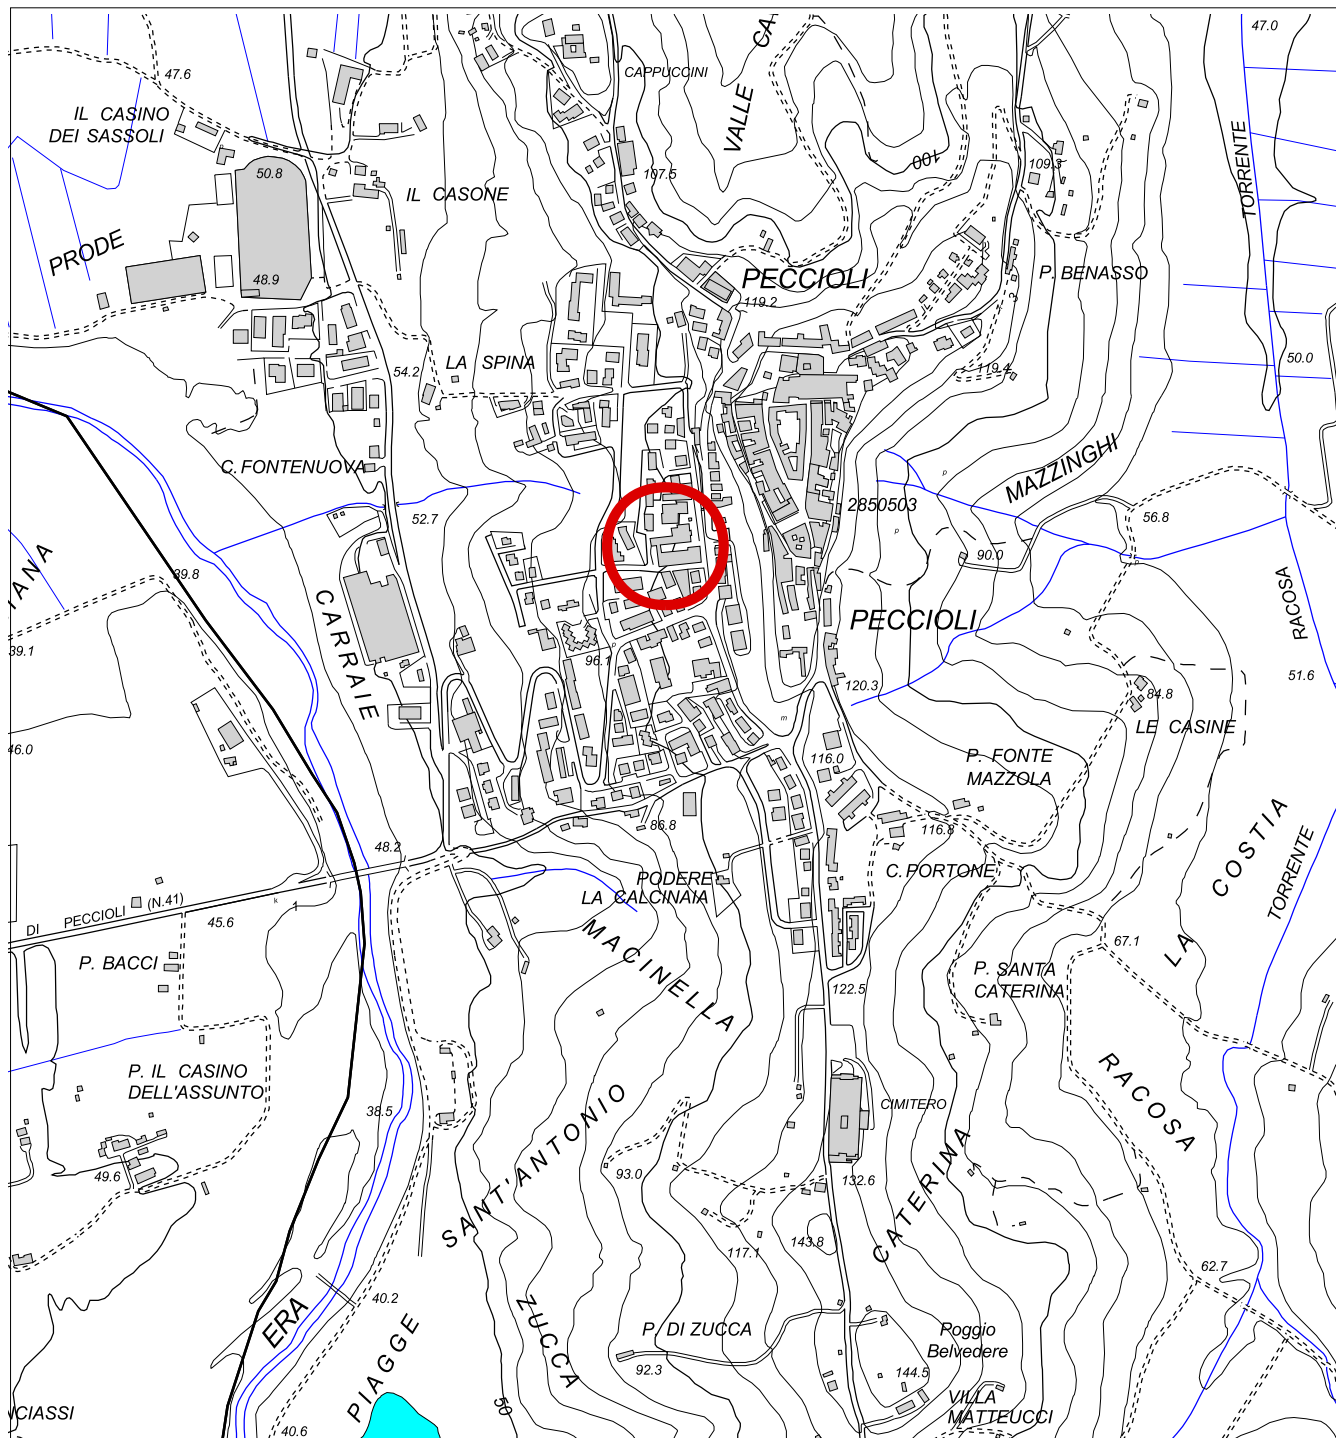 47.0
CAPPUCCINI
VALLE CA
47.6
IL CASINO
DEI SASSOLI
50.8
IL CASONE
107.5
100
109.3
TORRENTE
PRODE
48.9
PECCIOLI
119.2
P. BENASSO
LA SPINA
54.2
119.4
50.0
C. FONTENUOVA
MAZZINGHI
52.7
2850503
56.8
90.0
IANA
39.8
39.1
CARRAIE
RACOSA
PECCIOLI
96.1
120.3
51.6
84.8
LE CASINE
46.0
116.0
P. FONTE
MAZZOLA
86.8
116.8
48.2
COSTIA
LA
PODERE
LA CALCINAIA
C. PORTONE
TORRENTE
DI PECCIOLI (N.41)
45.6
k
1
67.1
P. BACCI
MACINELLA
P. SANTA
CATERINA
122.5
P. IL CASINO
DELL'ASSUNTO
38.5
CIMITERO
RACOSA
SANT'ANTONIO
49.6
93.0
132.6
CATERINA
117.1
143.8
62.7
40.2
ERA
ZUCCA
P. DI ZUCCA
Poggio
Belvedere
92.3
144.5
PIAGGE
50
VILLA
MATTEUCCI
CIASSI
40.6
p
p
p
p
m